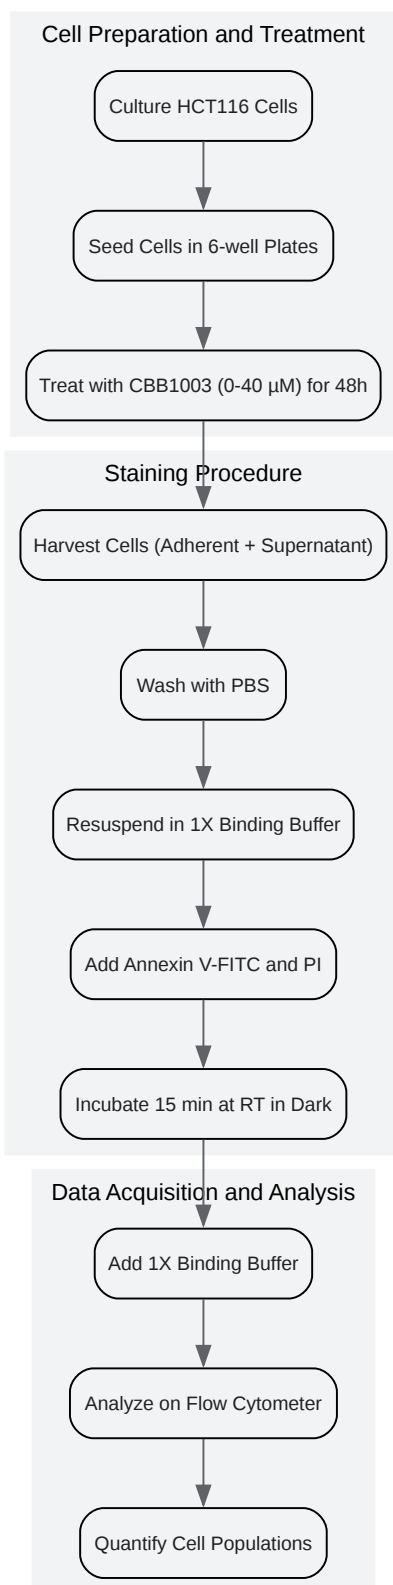 Cell Preparation and Treatment
Culture HCT116 Cells
Seed Cells in 6-well Plates
Treat with CBB1003 (0-40 µM) for 48h
Staining Procedure
Harvest Cells (Adherent + Supernatant)
Wash with PBS
Resuspend in 1X Binding Buffer
Add Annexin V-FITC and PI
Incubate 15 min at RT in Dark
Data Acquisition and Analysis
Add 1X Binding Buffer
Analyze on Flow Cytometer
Quantify Cell Populations